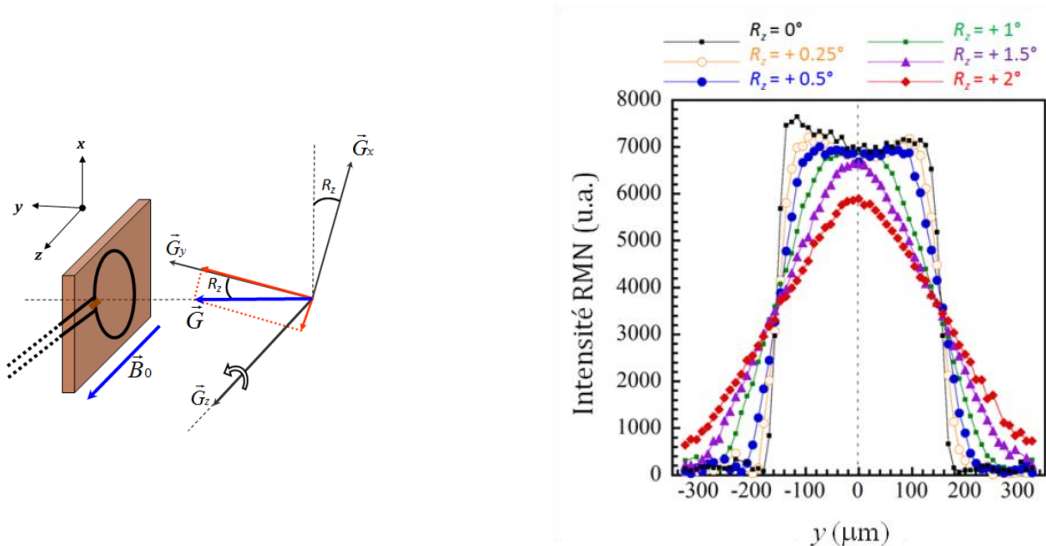 x
y
z
G⃗x
Rz
G⃗y
Rz
G⃗
B⃗0
G⃗z
Rz = 0°
Rz = + 0.25°
Rz = + 0.5°
Rz = + 1°
Rz = + 1.5°
Rz = + 2°
Intensité RMN (u.a.)
8000
7000
6000
5000
4000
3000
2000
1000
0
-300 -200 -100 0 100 200 300
y (μm)